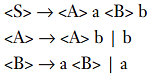 <S> → <A> a <B> b
<A> → <A> b | b
<B> → a <B> | a